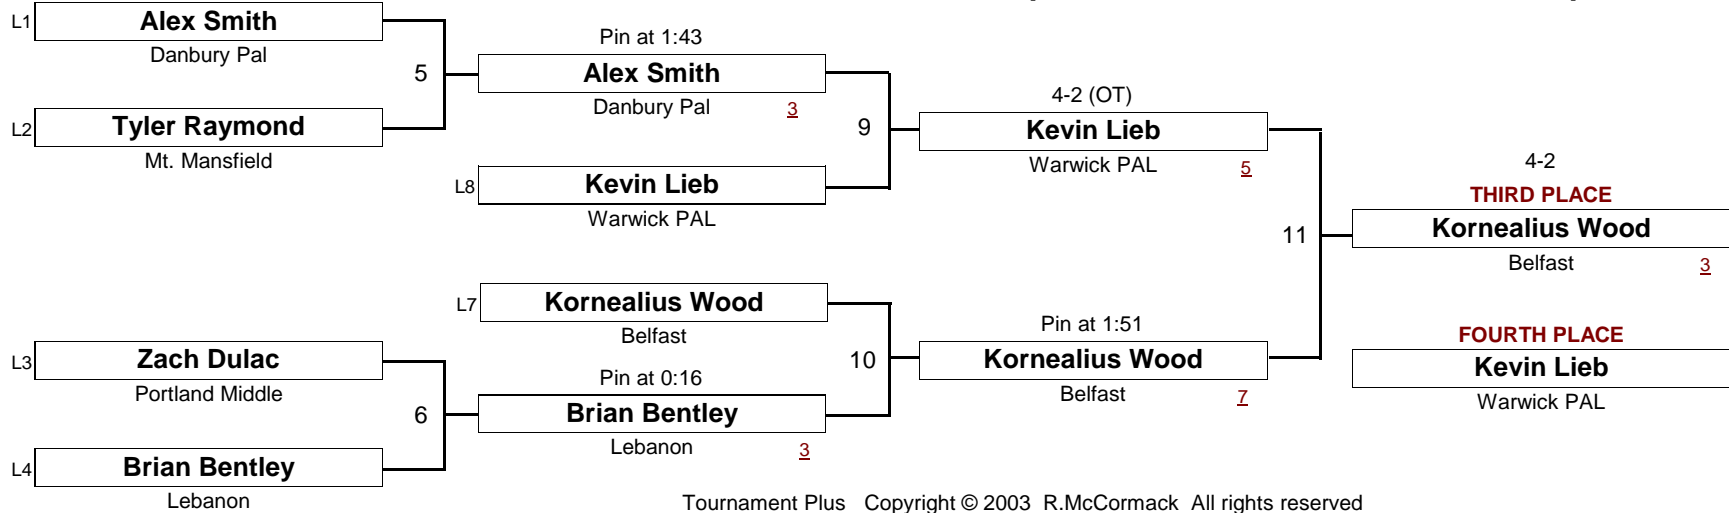 L1
Alex Smith
Danbury Pal
5
L2
Tyler Raymond
Mt. Mansfield
Pin at 1:43
Alex Smith
Danbury Pal 3
9
L8
Kevin Lieb
Warwick PAL
4-2 (OT)
Kevin Lieb
Warwick PAL 5
L7
Kornealius Wood
Belfast
10
L3
Zach Dulac
Portland Middle
6
L4
Brian Bentley
Lebanon
Pin at 0:16
Brian Bentley
Lebanon 3
Pin at 1:51
Kornealius Wood
Belfast 7
11
4-2
THIRD PLACE
Kornealius Wood
Belfast 3
FOURTH PLACE
Kevin Lieb
Warwick PAL
Tournament Plus Copyright © 2003 R.McCormack All rights reserved